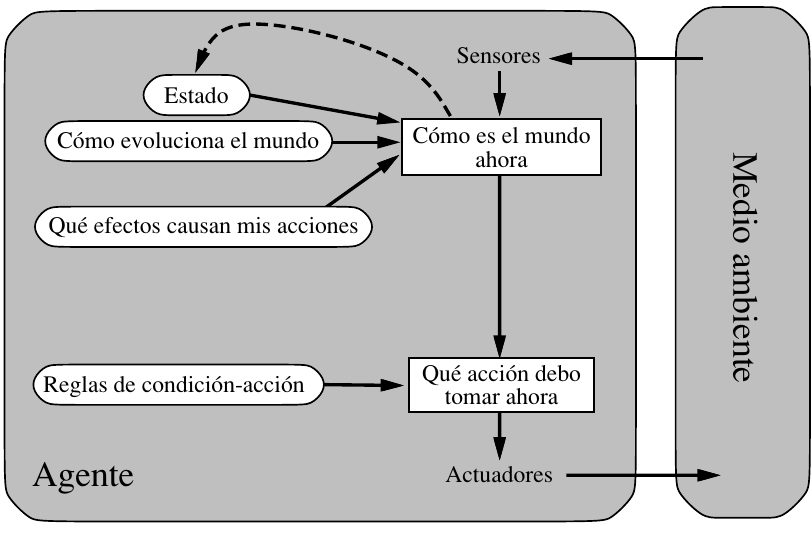 Sensores
Estado
Cómo evoluciona el mundo
Cómo es el mundo
ahora
Qué efectos causan mis acciones
Medio ambiente
Reglas de condición-acción
Qué acción debo
tomar ahora
Agente
Actuadores